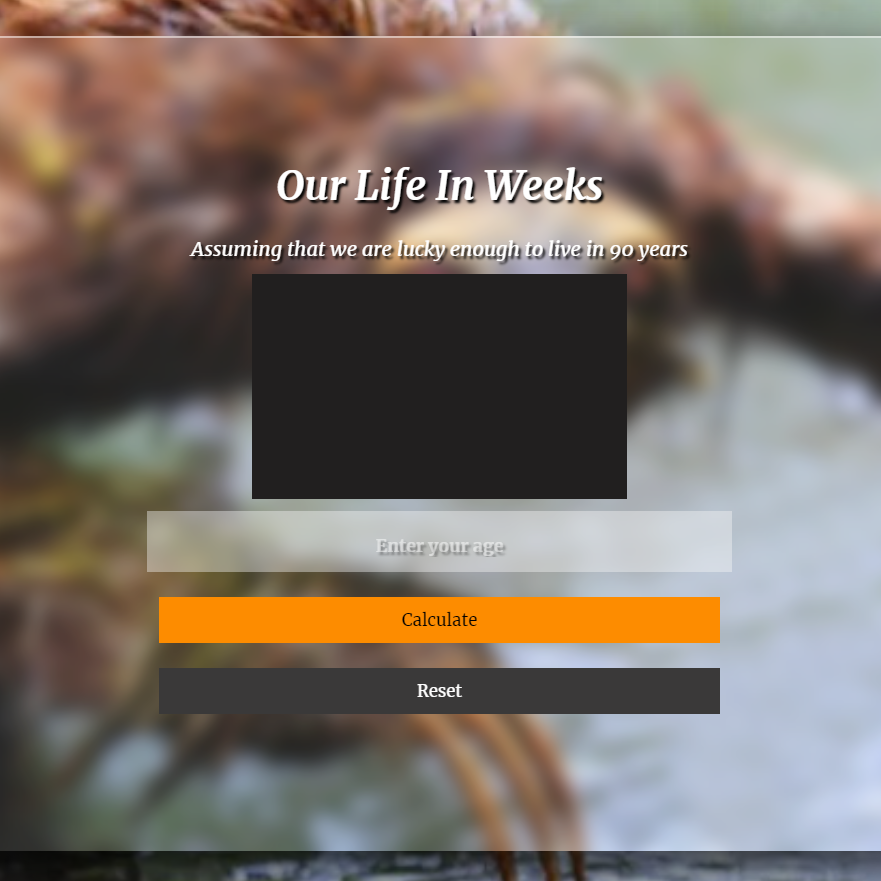 Our Life In Weeks
Assuming that we are lucky enough to live in 90 years
Enter your age
Calculate
Reset